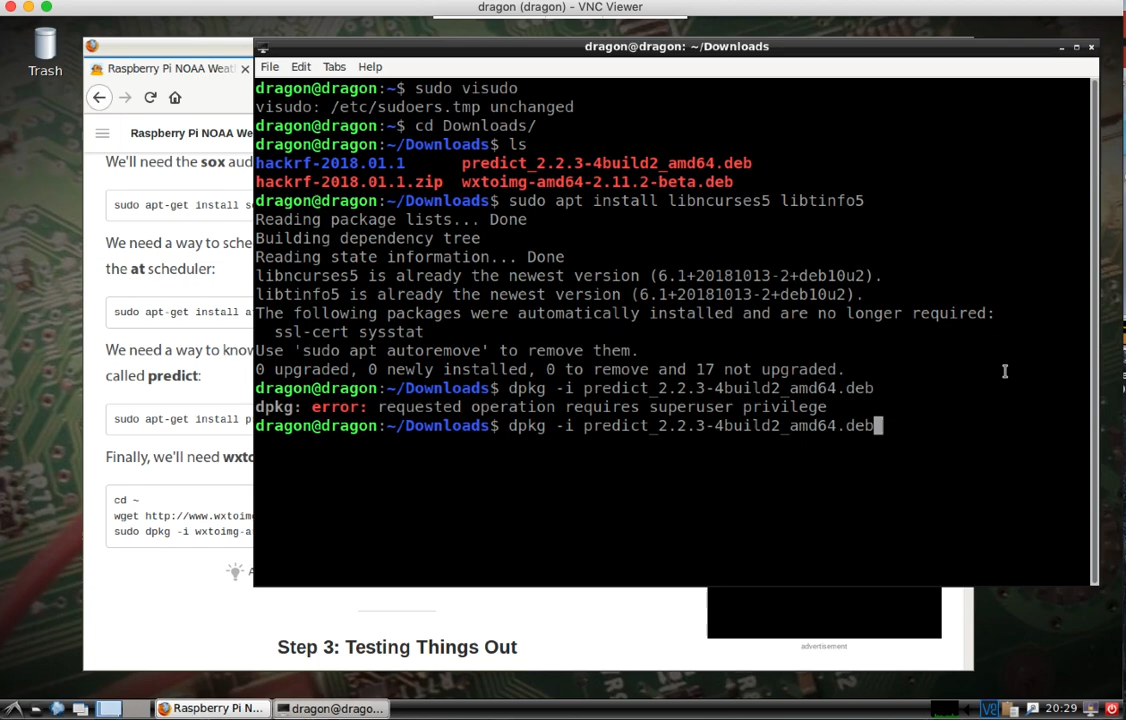 dragon (dragon) - VNC Viewer
Trash
Raspberry Pi NOAA Weat
Raspberry Pi NOAA We
We'll need the sox aud
sudo apt-get install s
We need a way to sche
the at scheduler:
sudo apt-get install a
We need a way to know
called predict:
sudo apt-get install p
Finally, we'll need wxto
cd ~
wget http://www.wxtoim
sudo dpkg -i wxtoimg-a
A
Step 3: Testing Things Out
advertisement
dragon@dragon: ~/Downloads
File Edit Tabs Help
dragon@dragon:~$ sudo visudo
visudo: /etc/sudoers.tmp unchanged
dragon@dragon:~$ cd Downloads/
dragon@dragon:~/Downloads$ ls
hackrf-2018.01.1 predict_2.2.3-4build2_amd64.deb
hackrf-2018.01.1.zip wxtoimg-amd64-2.11.2-beta.deb
dragon@dragon:~/Downloads$ sudo apt install libncurses5 libtinfo5
Reading package lists... Done
Building dependency tree
Reading state information... Done
libncurses5 is already the newest version (6.1+20181013-2+deb10u2).
libtinfo5 is already the newest version (6.1+20181013-2+deb10u2).
The following packages were automatically installed and are no longer required:
ssl-cert sysstat
Use 'sudo apt autoremove' to remove them.
0 upgraded, 0 newly installed, 0 to remove and 17 not upgraded.
dragon@dragon:~/Downloads$ dpkg -i predict_2.2.3-4build2_amd64.deb
dpkg: error: requested operation requires superuser privilege
dragon@dragon:~/Downloads$ dpkg -i predict_2.2.3-4build2_amd64.deb
Raspberry Pi N... dragon@drago... 20:29